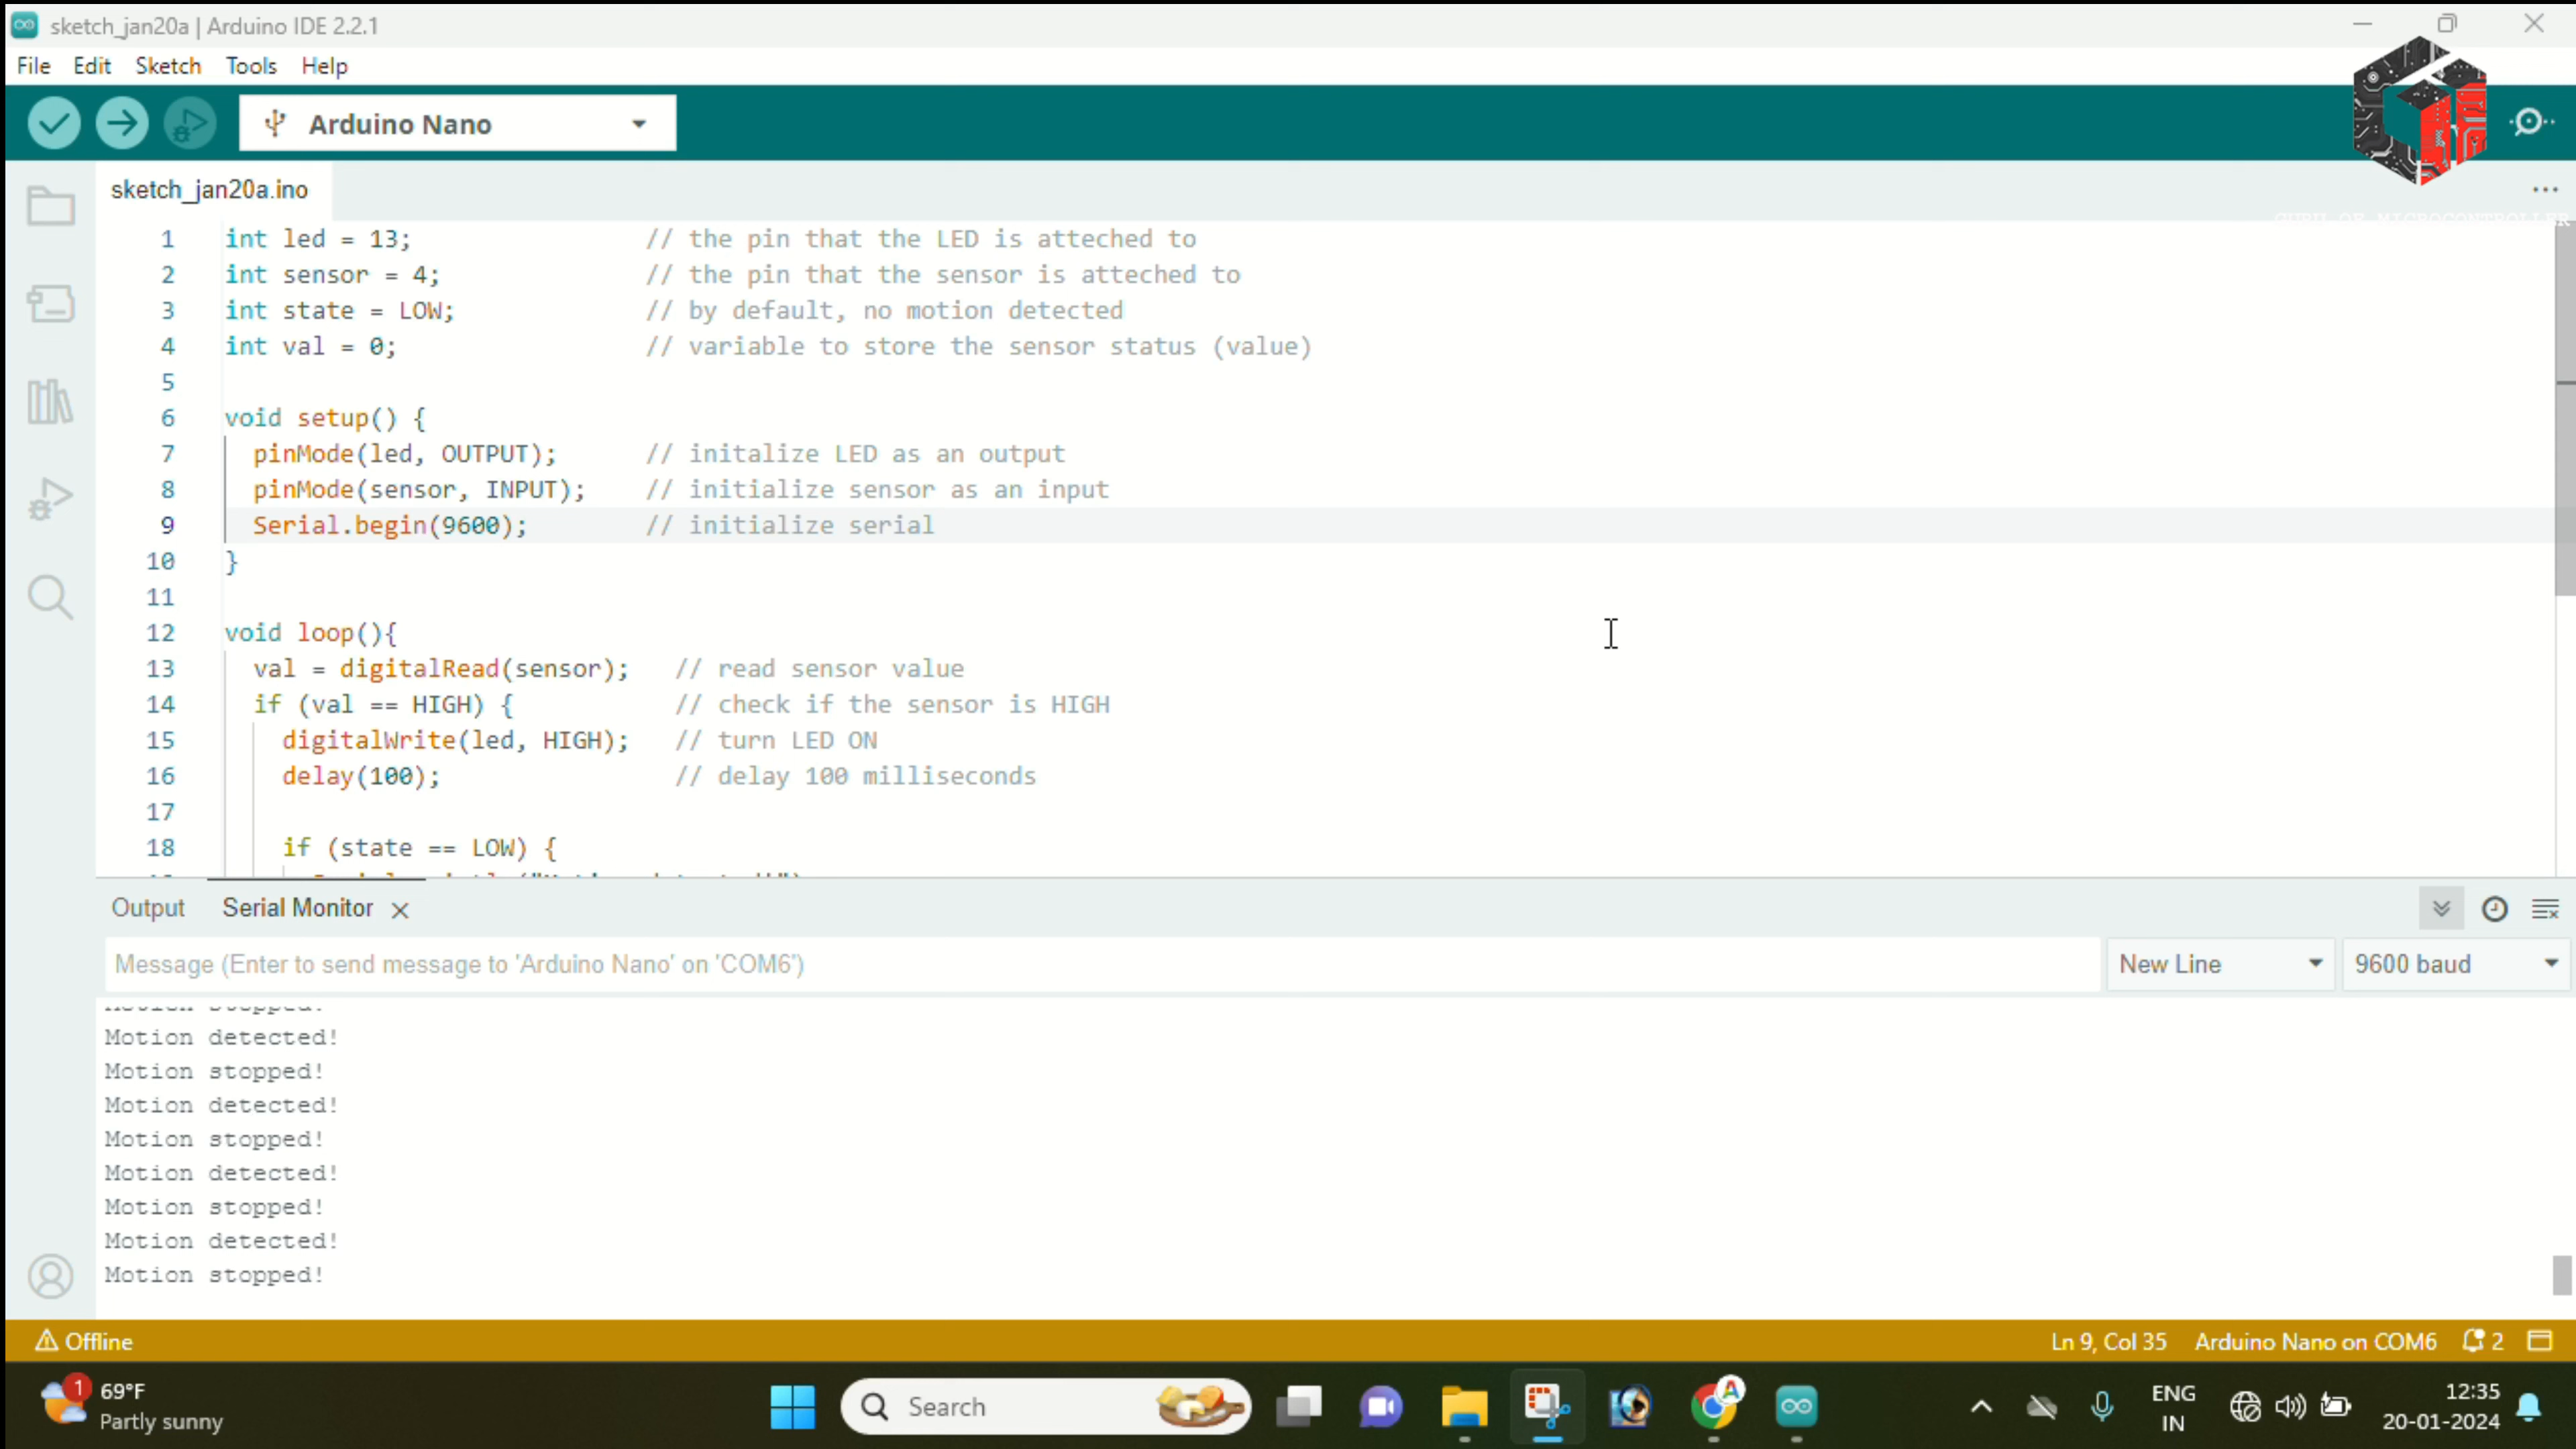 sketch_jan20a | Arduino IDE 2.2.1
File Edit Sketch Tools Help
Arduino Nano
sketch_jan20a.ino
GURU OF MICROCONTROLLER
1 int led = 13; // the pin that the LED is atteched to
2 int sensor = 4; // the pin that the sensor is atteched to
3 int state = LOW; // by default, no motion detected
4 int val = 0; // variable to store the sensor status (value)
5
6 void setup() {
7 pinMode(led, OUTPUT); // initalize LED as an output
8 pinMode(sensor, INPUT); // initialize sensor as an input
9 Serial.begin(9600); // initialize serial
10 }
11
12 void loop(){
13 val = digitalRead(sensor); // read sensor value
14 if (val == HIGH) { // check if the sensor is HIGH
15 digitalWrite(led, HIGH); // turn LED ON
16 delay(100); // delay 100 milliseconds
17
18 if (state == LOW) {
Output Serial Monitor
Message (Enter to send message to 'Arduino Nano' on 'COM6') New Line 9600 baud
Motion stopped!
Motion detected!
Motion stopped!
Motion detected!
Motion stopped!
Motion detected!
Motion stopped!
Motion detected!
Motion stopped!
Offline Ln 9, Col 35 Arduino Nano on COM6 2
1 69°F
Partly sunny
Search
A
ENG
IN
12:35
20-01-2024